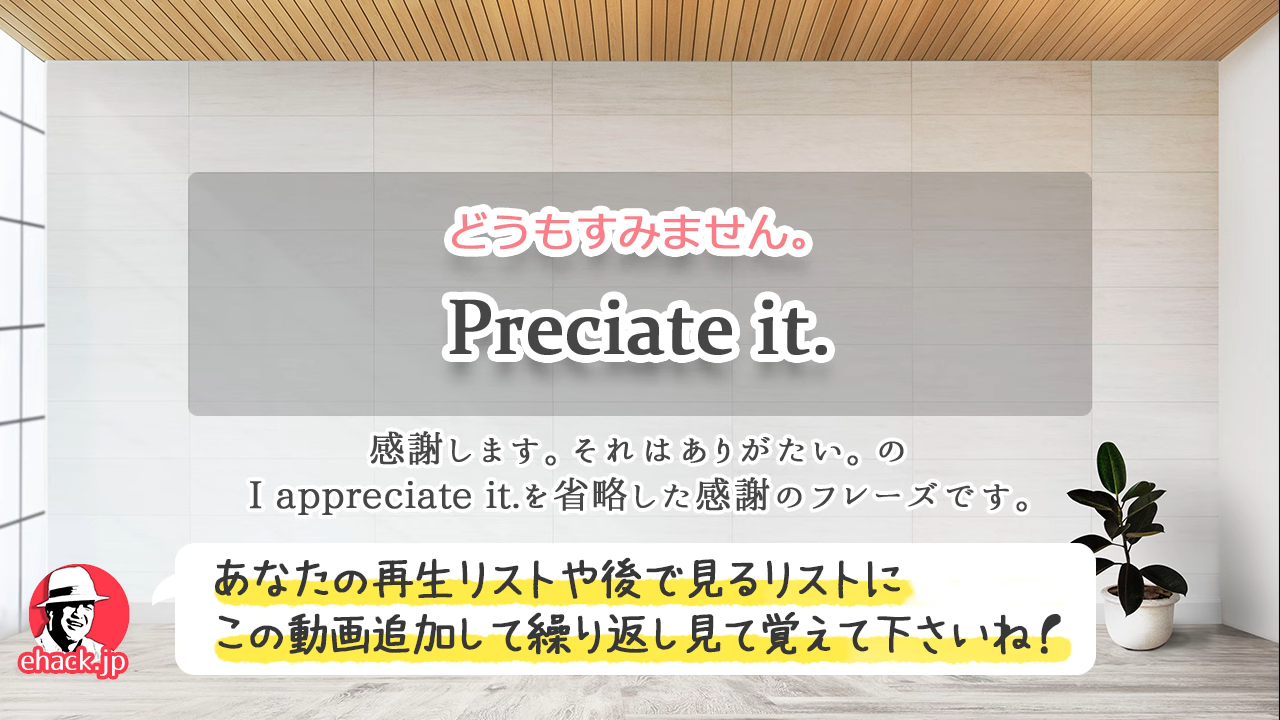 どうもすみません。
Preciate it.
感謝します。それはありがたい。の
I appreciate it.を省略した感謝のフレーズです。
あなたの再生リストや後で見るリストに
この動画追加して繰り返し見て覚えて下さいね!
ehack.jp